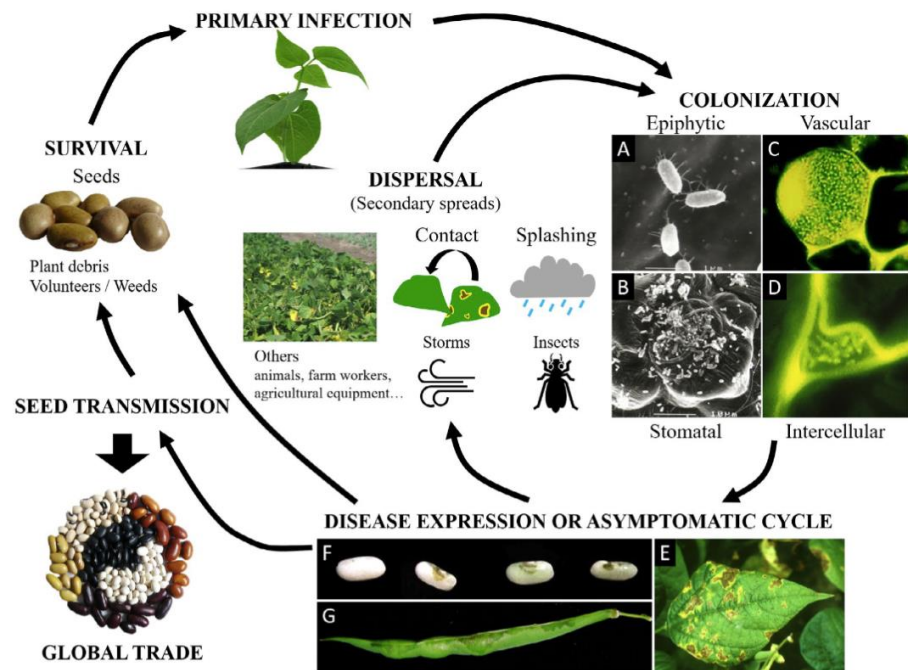 PRIMARY INFECTION
COLONIZATION
Epiphytic
Vascular
A
C
B
D
Stomatal
Intercellular
SURVIVAL
Seeds
Plant debris
Volunteers / Weeds
DISPERSAL
(Secondary spreads)
Contact
Splashing
Storms
Insects
Others
animals, farm workers,
agricultural equipment…
SEED TRANSMISSION
GLOBAL TRADE
DISEASE EXPRESSION OR ASYMPTOMATIC CYCLE
F
E
G